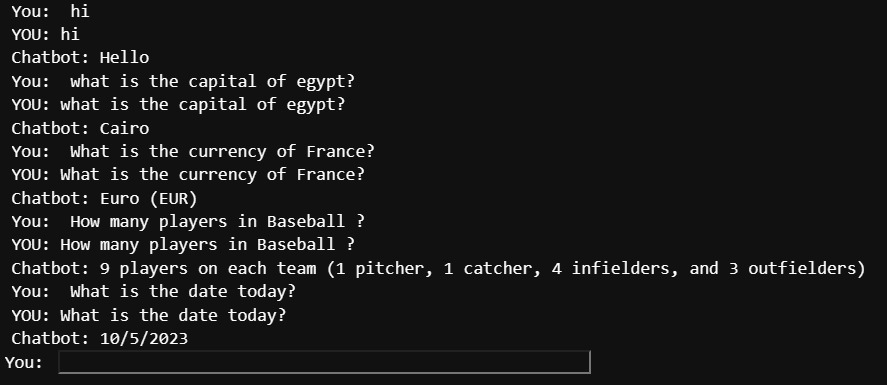 You:  hi
YOU: hi
Chatbot: Hello
You:  what is the capital of egypt?
YOU: what is the capital of egypt?
Chatbot: Cairo
You:  What is the currency of France?
YOU: What is the currency of France?
Chatbot: Euro (EUR)
You:  How many players in Baseball ?
YOU: How many players in Baseball ?
Chatbot: 9 players on each team (1 pitcher, 1 catcher, 4 infielders, and 3 outfielders)
You:  What is the date today?
YOU: What is the date today?
Chatbot: 10/5/2023
You: